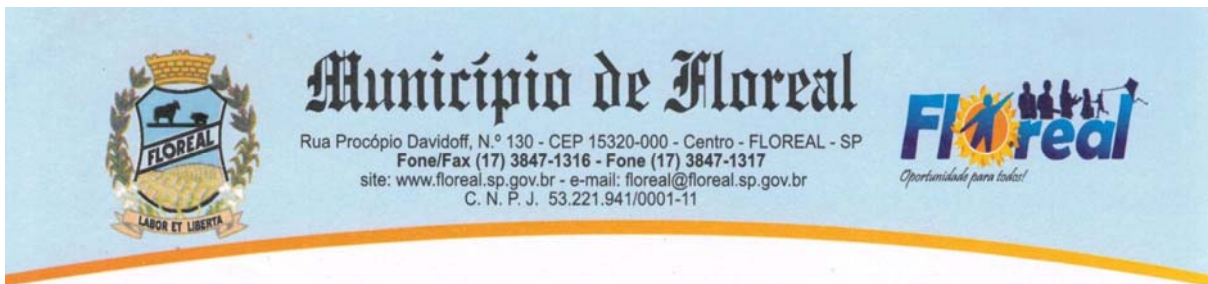 Município de Floreal
Rua Procópio Davidoff, N.º 130 - CEP 15320-000 - Centro - FLOREAL - SP
Fone/Fax (17) 3847-1316 - Fone (17) 3847-1317
site: www.floreal.sp.gov.br - e-mail: floreal@floreal.sp.gov.br
C. N. P. J. 53.221.941/0001-11
FLOREAL
LABOR ET LIBERTA
Floreal
Oportunidade para todos!